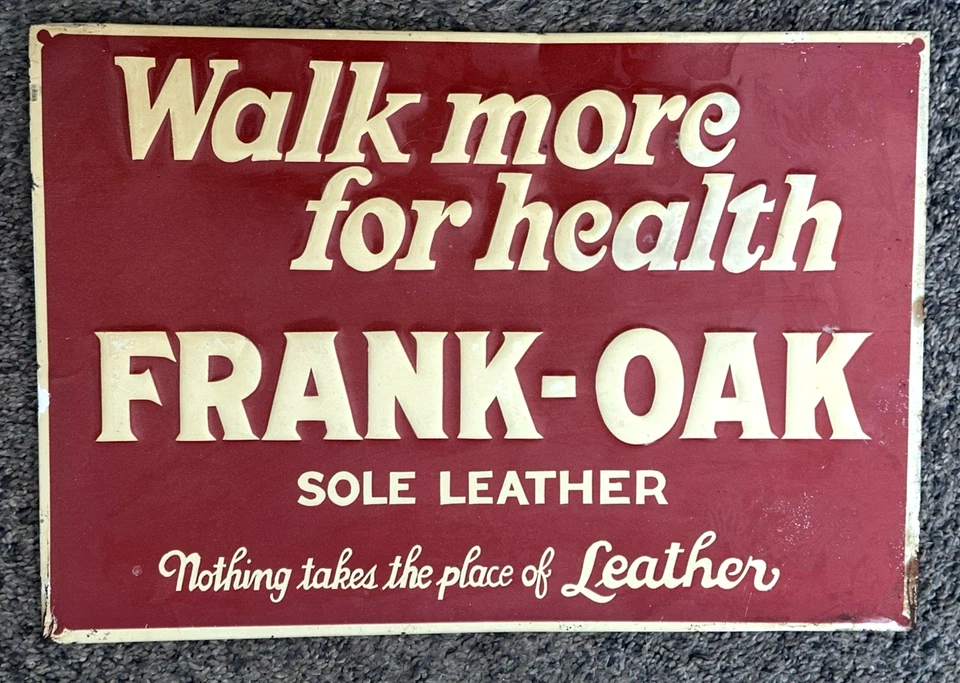 Walk more
for health
FRANK-OAK
SOLE LEATHER
Nothing takes the place of Leather